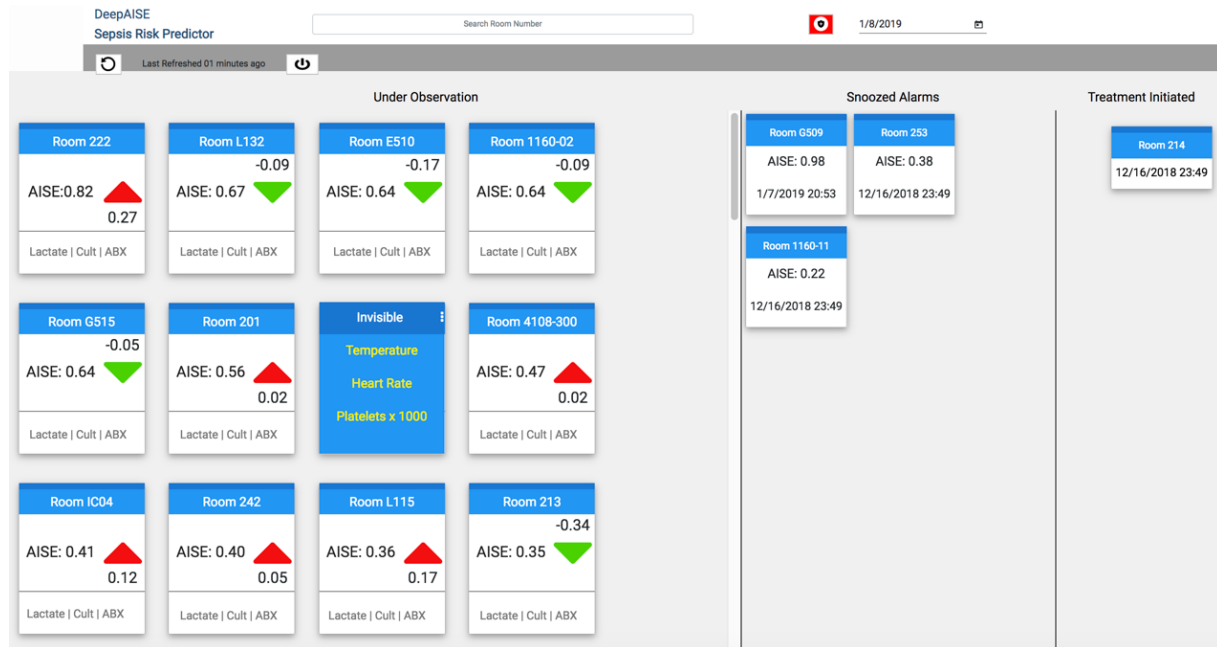 DeepAISE
Sepsis Risk Predictor
Search Room Number
1/8/2019
Last Refreshed 01 minutes ago
Under Observation
Snoozed Alarms
Treatment Initiated
Room 222
AISE:0.82
0.27
Lactate | Cult | ABX
Room L132
-0.09
AISE: 0.67
Lactate | Cult | ABX
Room E510
-0.17
AISE: 0.64
Lactate | Cult | ABX
Room 1160-02
-0.09
AISE: 0.64
Lactate | Cult | ABX
Room G515
-0.05
AISE: 0.64
Lactate | Cult | ABX
Room 201
AISE: 0.56
0.02
Lactate | Cult | ABX
Invisible
Temperature
Heart Rate
Platelets x 1000
Room 4108-300
AISE: 0.47
0.02
Lactate | Cult | ABX
Room IC04
AISE: 0.41
0.12
Lactate | Cult | ABX
Room 242
AISE: 0.40
0.05
Lactate | Cult | ABX
Room L115
AISE: 0.36
0.17
Lactate | Cult | ABX
Room 213
-0.34
AISE: 0.35
Lactate | Cult | ABX
Room G509
AISE: 0.98
1/7/2019 20:53
Room 253
AISE: 0.38
12/16/2018 23:49
Room 1160-11
AISE: 0.22
12/16/2018 23:49
Room 214
12/16/2018 23:49